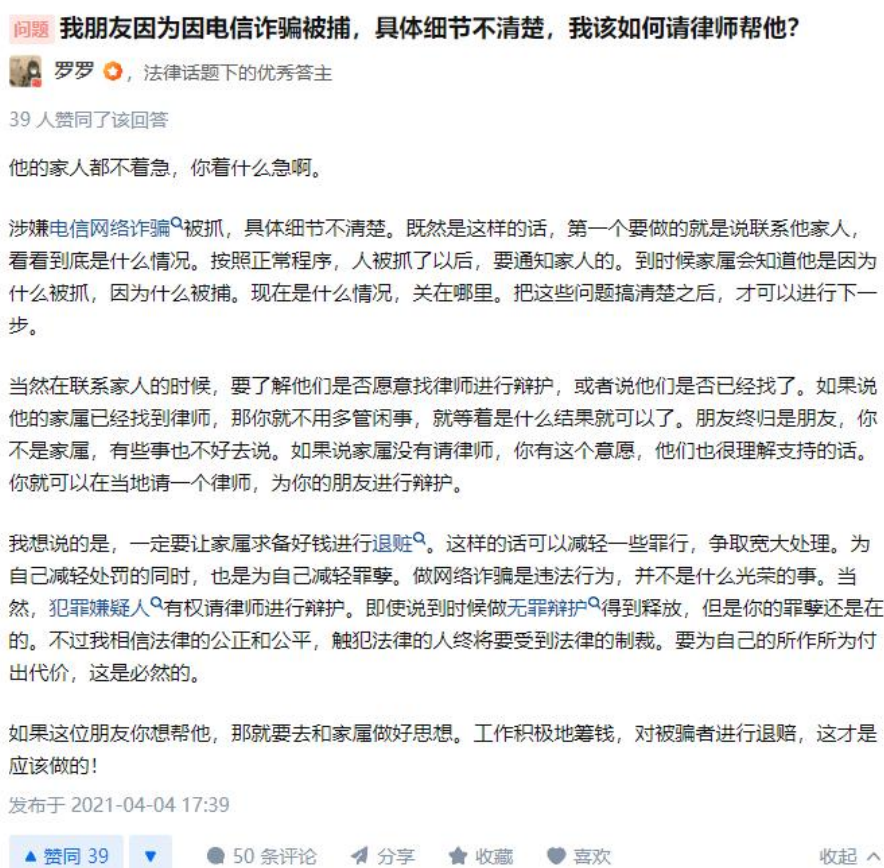 问题 我朋友因为因电信诈骗被捕，具体细节不清楚，我该如何请律师帮他？
罗罗 ，法律话题下的优秀答主
39 人赞同了该回答
他的家人都不着急，你着什么急啊。
涉嫌电信网络诈骗被抓，具体细节不清楚。既然是这样的话，第一个要做的就是说联系他家人，
看看到底是什么情况。按照正常程序，人被抓了以后，要通知家人的。到时候家属会知道他是因为
什么被抓，因为什么被捕。现在是什么情况，关在哪里。把这些问题搞清楚之后，才可以进行下一
步。
当然在联系家人的时候，要了解他们是否愿意找律师进行辩护，或者说他们是否已经找了。如果说
他的家属已经找到律师，那你就不用多管闲事，就等着是什么结果就可以了。朋友终归是朋友，你
不是家属，有些事也不好去说。如果说家属没有请律师，你有这个意愿，他们也很理解支持的话。
你就可以在当地请一个律师，为你的朋友进行辩护。
我想说的是，一定要让家属求备好钱进行退赃。这样的话可以减轻一些罪行，争取宽大处理。为
自己减轻处罚的同时，也是为自己减轻罪孽。做网络诈骗是违法行为，并不是什么光荣的事。当
然，犯罪嫌疑人有权请律师进行辩护。即使说到时候做无罪辩护得到释放，但是你的罪孽还是在
的。不过我相信法律的公正和公平，触犯法律的人终将要受到法律的制裁。要为自己的所作所为付
出代价，这是必然的。
如果这位朋友你想帮他，那就要去和家属做好思想。工作积极地筹钱，对被骗者进行退赔，这才是
应该做的！
发布于 2021-04-04 17:39
赞同 39 50 条评论 分享 收藏 喜欢 收起